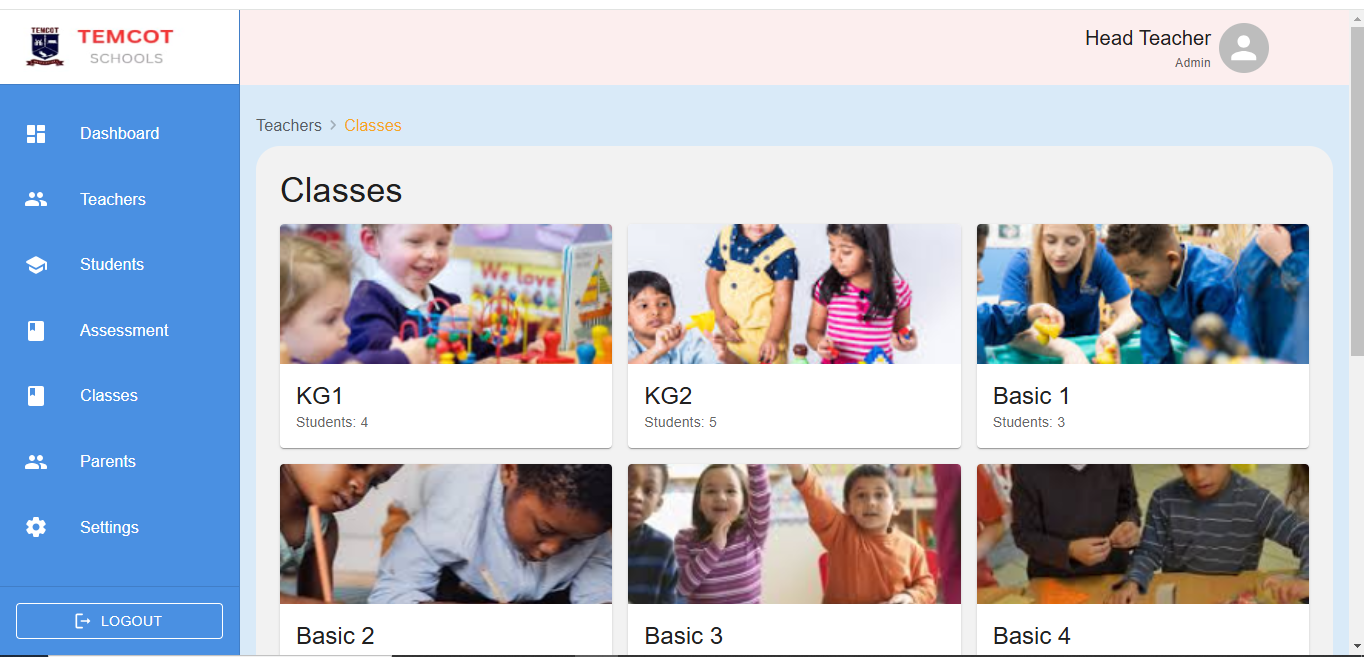 TEMCOT
TEMCOT
SCHOOLS
Head Teacher
Admin
Dashboard
Teachers
Students
Assessment
Classes
Parents
Settings
LOGOUT
Teachers > Classes
Classes
We love
KG1
Students: 4
KG2
Students: 5
Basic 1
Students: 3
Basic 2
Basic 3
Basic 4